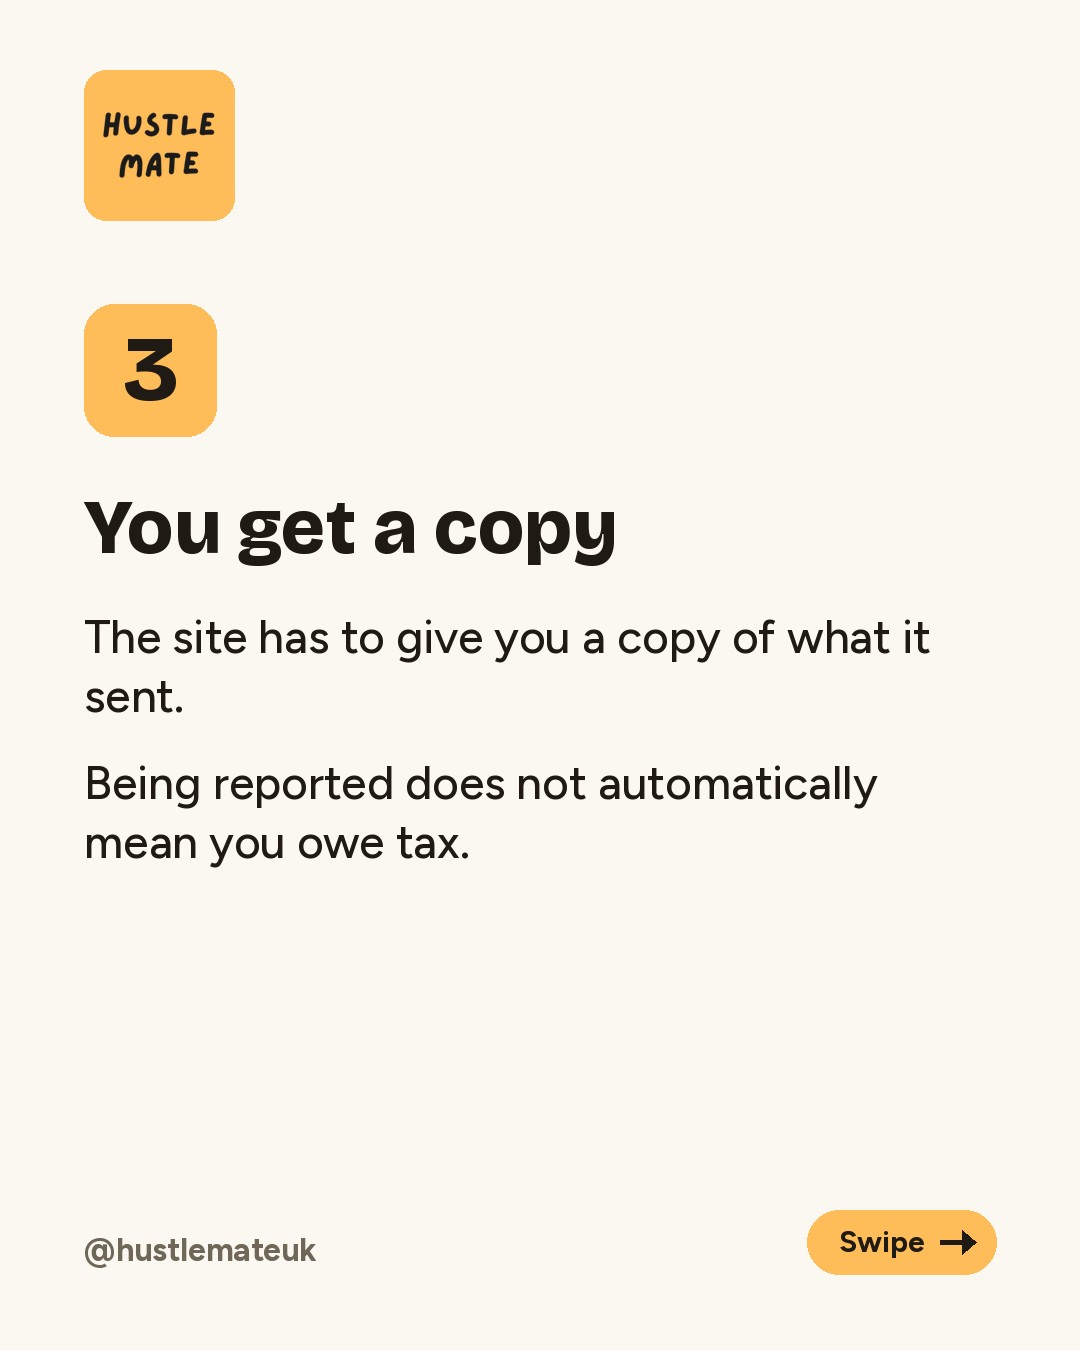 HUSTLE
MATE
3
You get a copy
The site has to give you a copy of what it
sent.
Being reported does not automatically
mean you owe tax.
@hustlemateuk
Swipe